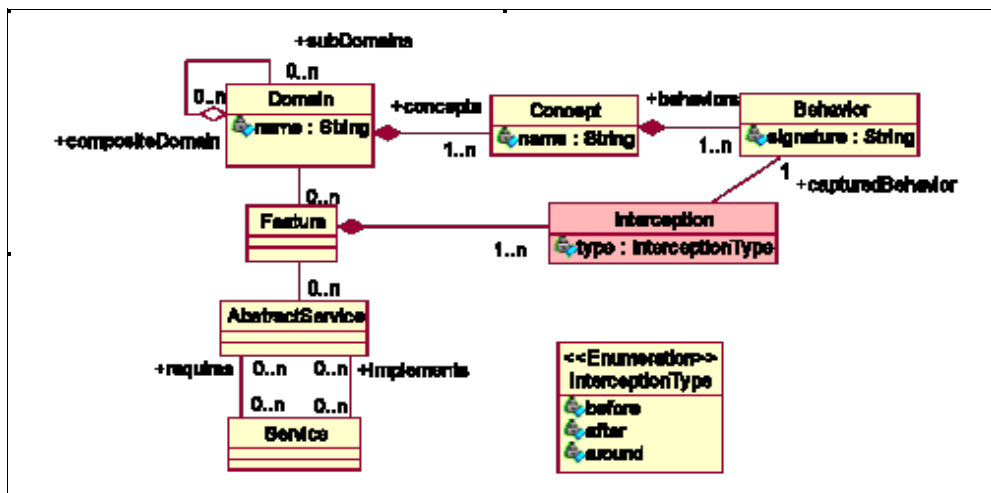 +subDomains
0..n
0..n
Domain
name : String
+compositeDomain
+concepts
1..n
Concept
name : String
+behaviors
1..n
Behavior
signature : String
1
+capturedBehavior
0..n
Feature
1..n
Interception
type : InterceptionType
0..n
AbstractService
+requires
0..n
0..n
+implements
0..n
0..n
Service
<<Enumeration>>
InterceptionType
before
after
around